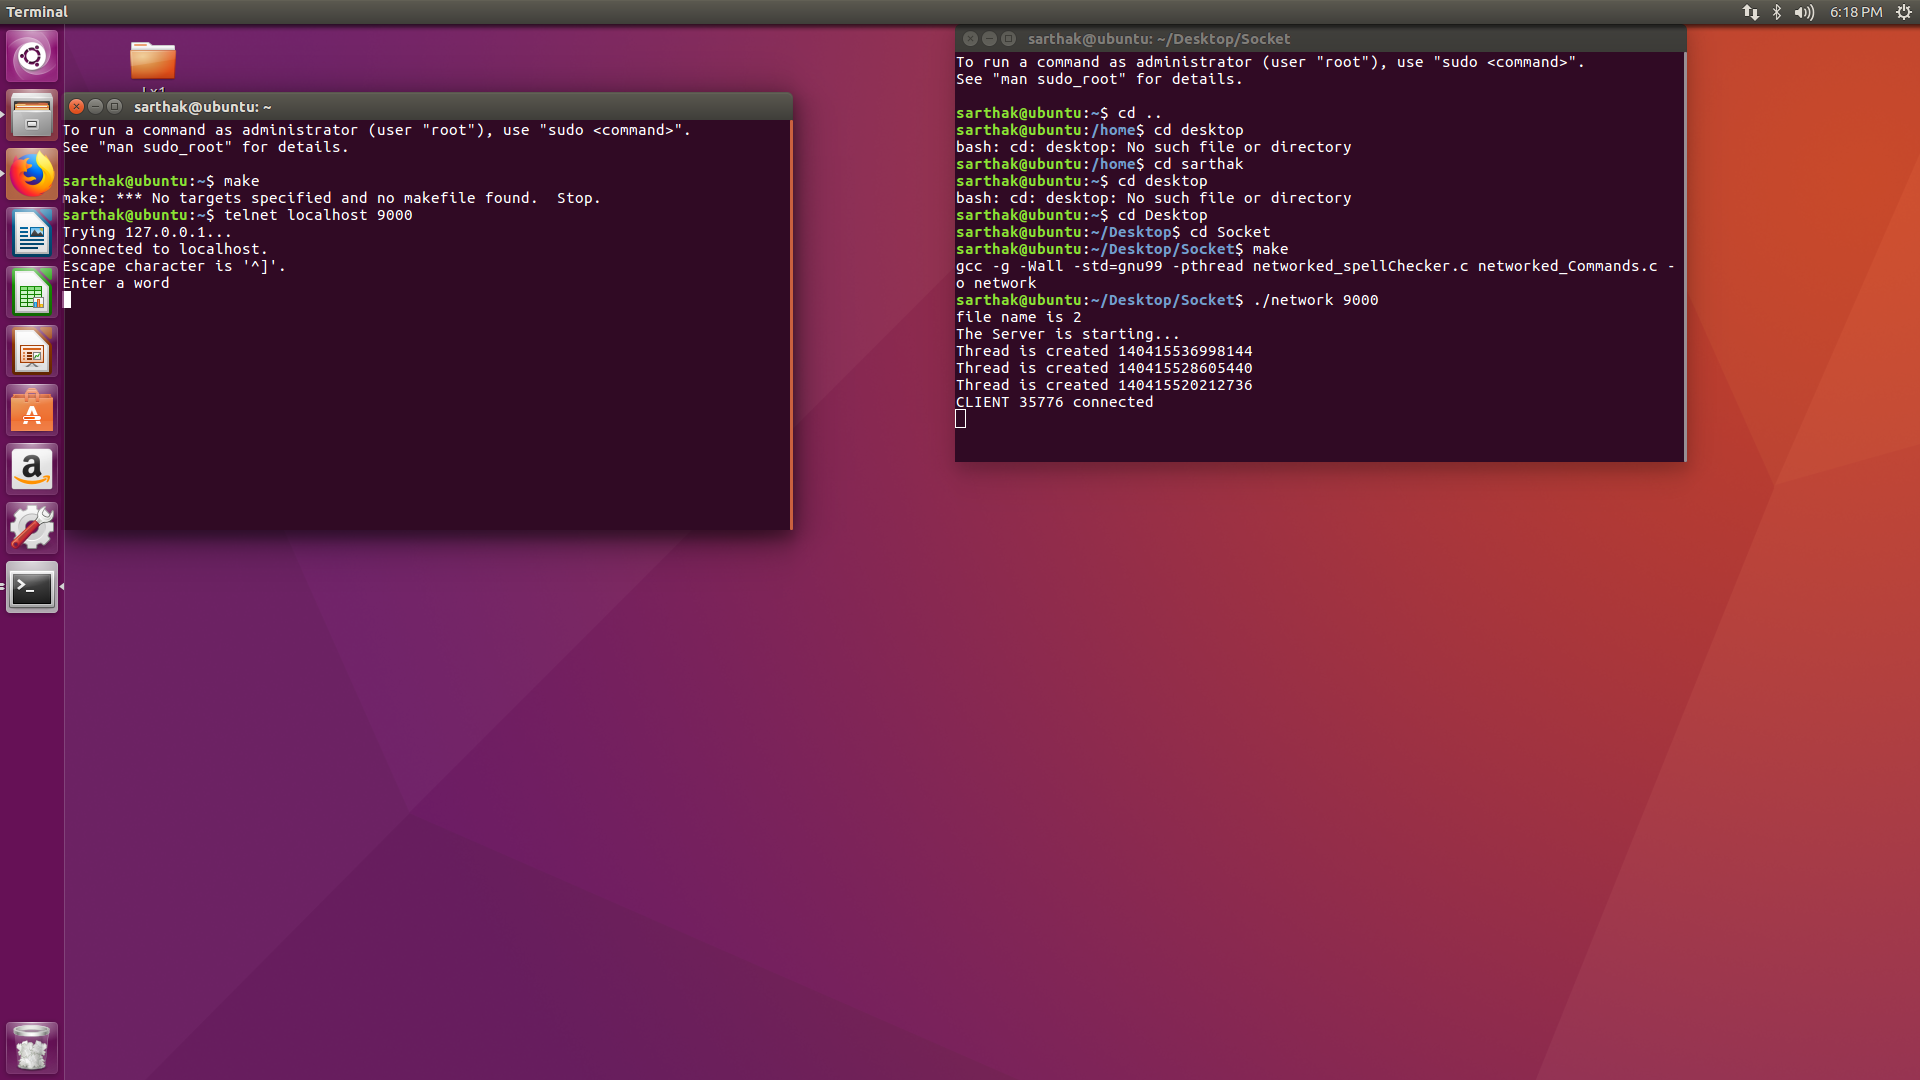 Terminal
6:18 PM
Lx1
sarthak@ubuntu: ~
To run a command as administrator (user "root"), use "sudo <command>".
See "man sudo_root" for details.
sarthak@ubuntu:~$ make
make: *** No targets specified and no makefile found.  Stop.
sarthak@ubuntu:~$ telnet localhost 9000
Trying 127.0.0.1...
Connected to localhost.
Escape character is '^]'.
Enter a word
sarthak@ubuntu: ~/Desktop/Socket
To run a command as administrator (user "root"), use "sudo <command>".
See "man sudo_root" for details.
sarthak@ubuntu:~$ cd ..
sarthak@ubuntu:/home$ cd desktop
bash: cd: desktop: No such file or directory
sarthak@ubuntu:/home$ cd sarthak
sarthak@ubuntu:~$ cd desktop
bash: cd: desktop: No such file or directory
sarthak@ubuntu:~$ cd Desktop
sarthak@ubuntu:~/Desktop$ cd Socket
sarthak@ubuntu:~/Desktop/Socket$ make
gcc -g -Wall -std=gnu99 -pthread networked_spellChecker.c networked_Commands.c -
o network
sarthak@ubuntu:~/Desktop/Socket$ ./network 9000
file name is 2
The Server is starting...
Thread is created 140415536998144
Thread is created 140415528605440
Thread is created 140415520212736
CLIENT 35776 connected